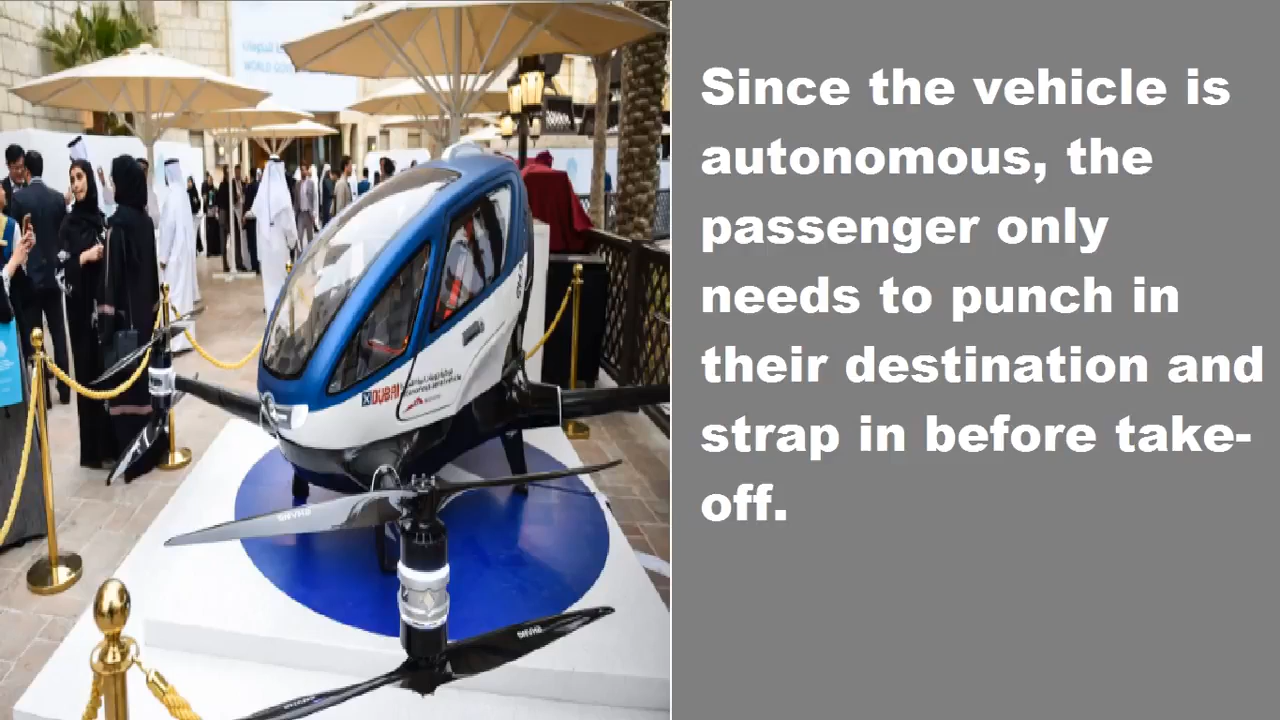 Since the vehicle is
autonomous, the
passenger only
needs to punch in
their destination and
strap in before take-
off.
DUBAI